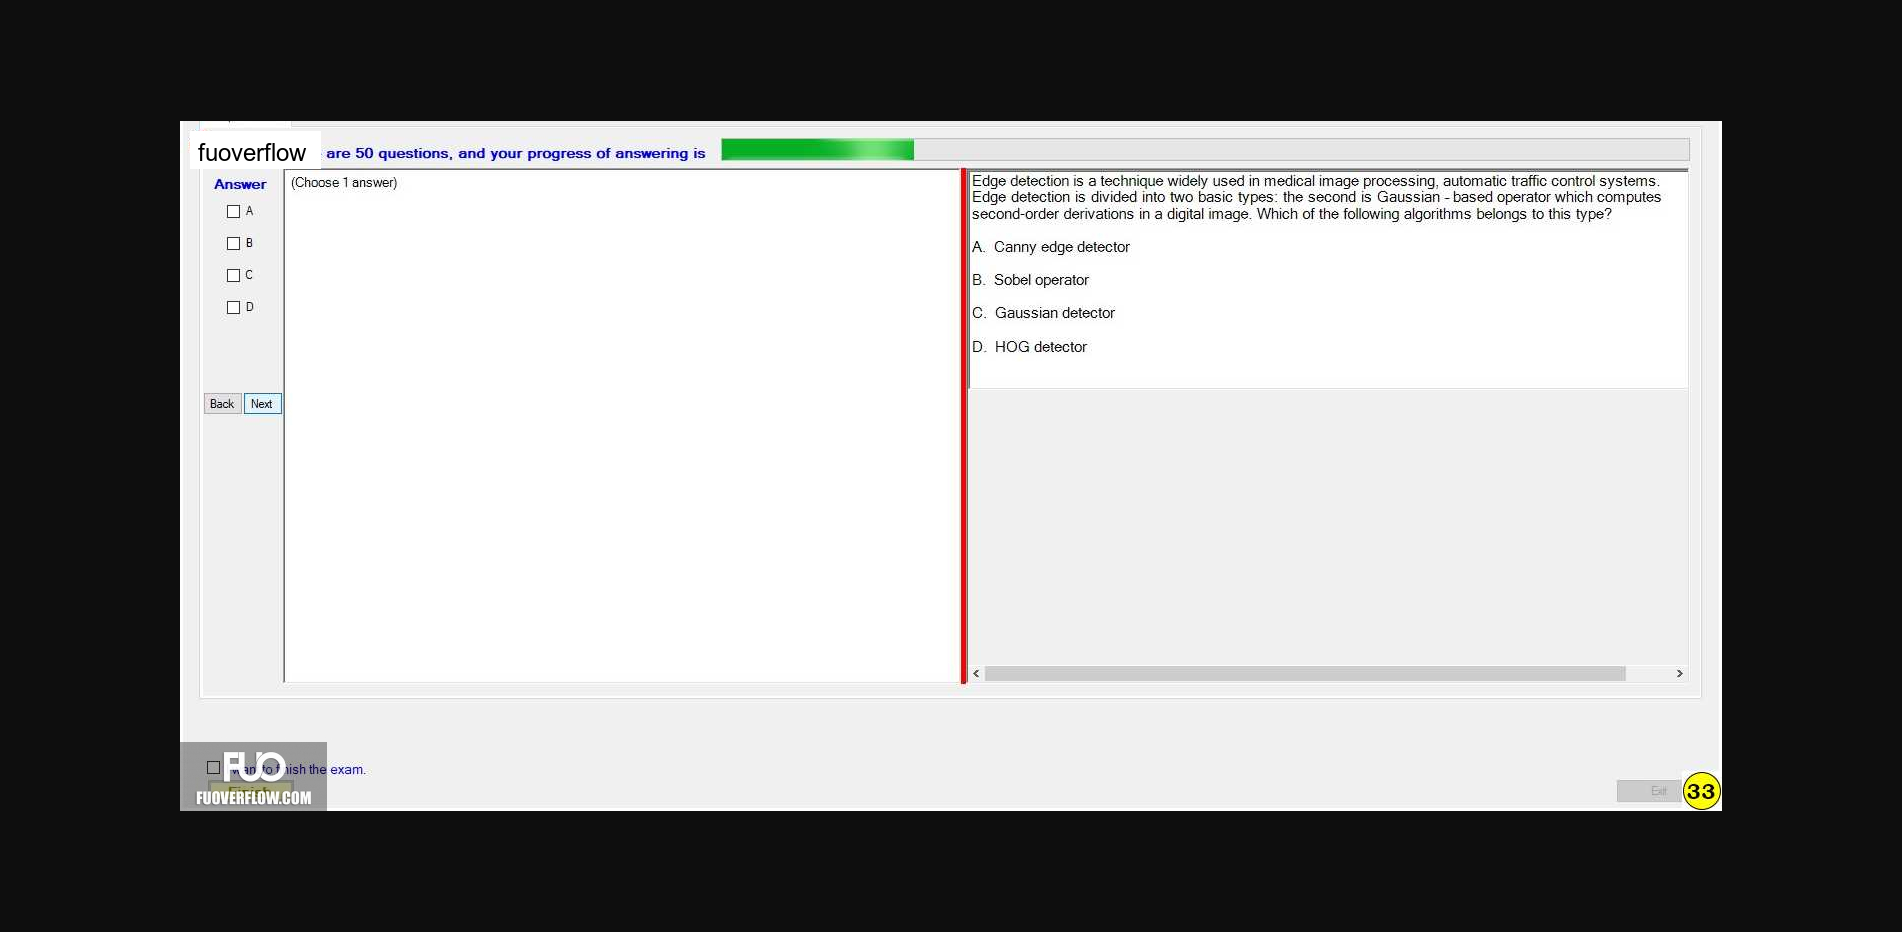 fuoverflow are 50 questions, and your progress of answering is
Answer
A
B
C
D
Back Next
(Choose 1 answer)
Edge detection is a technique widely used in medical image processing, automatic traffic control systems.
Edge detection is divided into two basic types: the second is Gaussian - based operator which computes
second-order derivations in a digital image. Which of the following algorithms belongs to this type?
A. Canny edge detector
B. Sobel operator
C. Gaussian detector
D. HOG detector
want to finish the exam.
Finish
FUO
FUOVERFLOW.COM
Exit
33